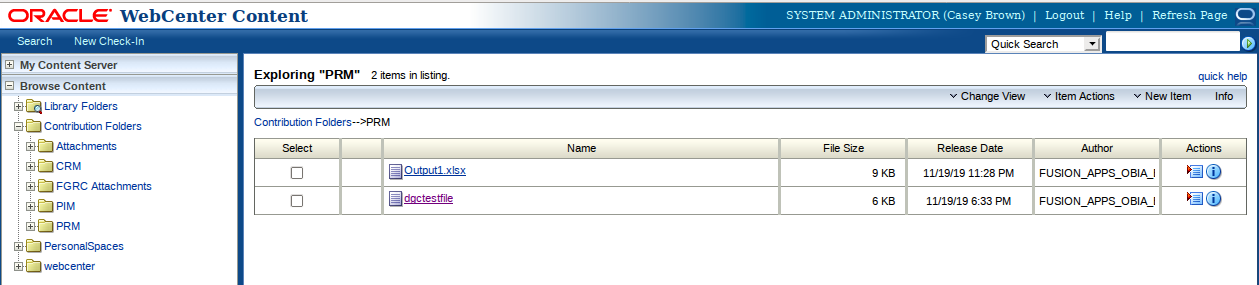 ORACLE WebCenter Content
SYSTEM ADMINISTRATOR (Casey Brown) | Logout | Help | Refresh Page
Search New Check-In
Quick Search
My Content Server
Browse Content
Library Folders
Contribution Folders
Attachments
CRM
FGRC Attachments
PIM
PRM
PersonalSpaces
webcenter
Exploring "PRM" 2 items in listing.
quick help
Change View Item Actions New Item Info
Contribution Folders-->PRM
Select Name File Size Release Date Author Actions
Output1.xlsx 9 KB 11/19/19 11:28 PM FUSION_APPS_OBIA_
dgctestfile 6 KB 11/19/19 6:33 PM FUSION_APPS_OBIA_